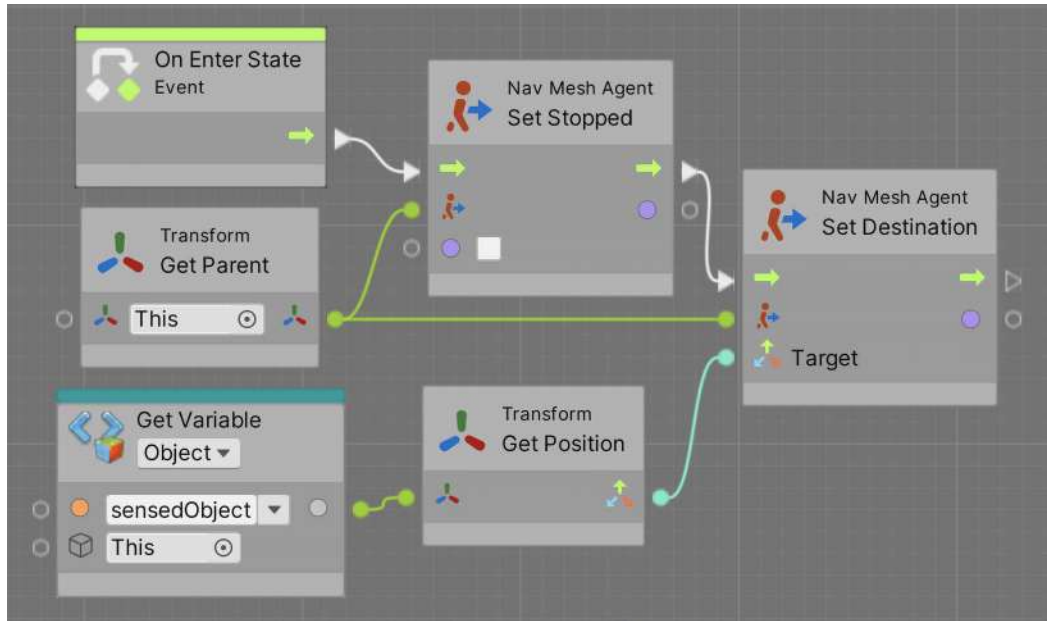 On Enter State
Event
Nav Mesh Agent
Set Stopped
Nav Mesh Agent
Set Destination
Target
Transform
Get Parent
This
Get Variable
Object
sensedObject
This
Transform
Get Position